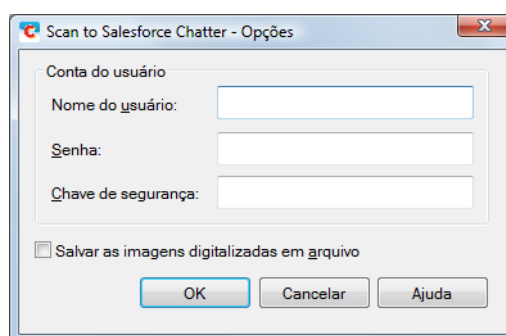 Scan to Salesforce Chatter - Opções
Conta do usuário
Nome do usuário:
Senha:
Chave de segurança:
Salvar as imagens digitalizadas em arquivo
OK Cancelar Ajuda